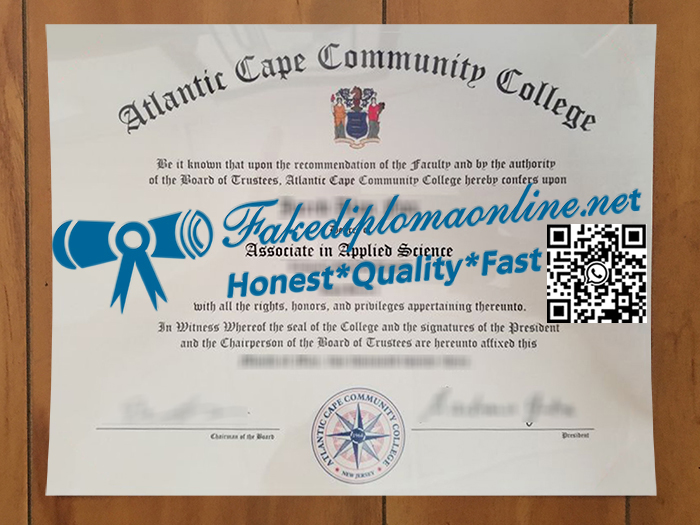 Atlantic Cape Community College
Be it known that upon the recommendation of the Faculty and by the authority
of the Board of Trustees, Atlantic Cape Community College hereby confers upon
Fakediplomaonline.net
Associate in Applied Science
Honest*Quality*Fast
with all the rights, honors, and privileges appertaining thereunto.
In Witness Whereof the seal of the College and the signatures of the President
and the Chairperson of the Board of Trustees are hereunto affixed this
ATLANTIC CAPE COMMUNITY COLLEGE
NEW JERSEY
Chairman of the Board
President